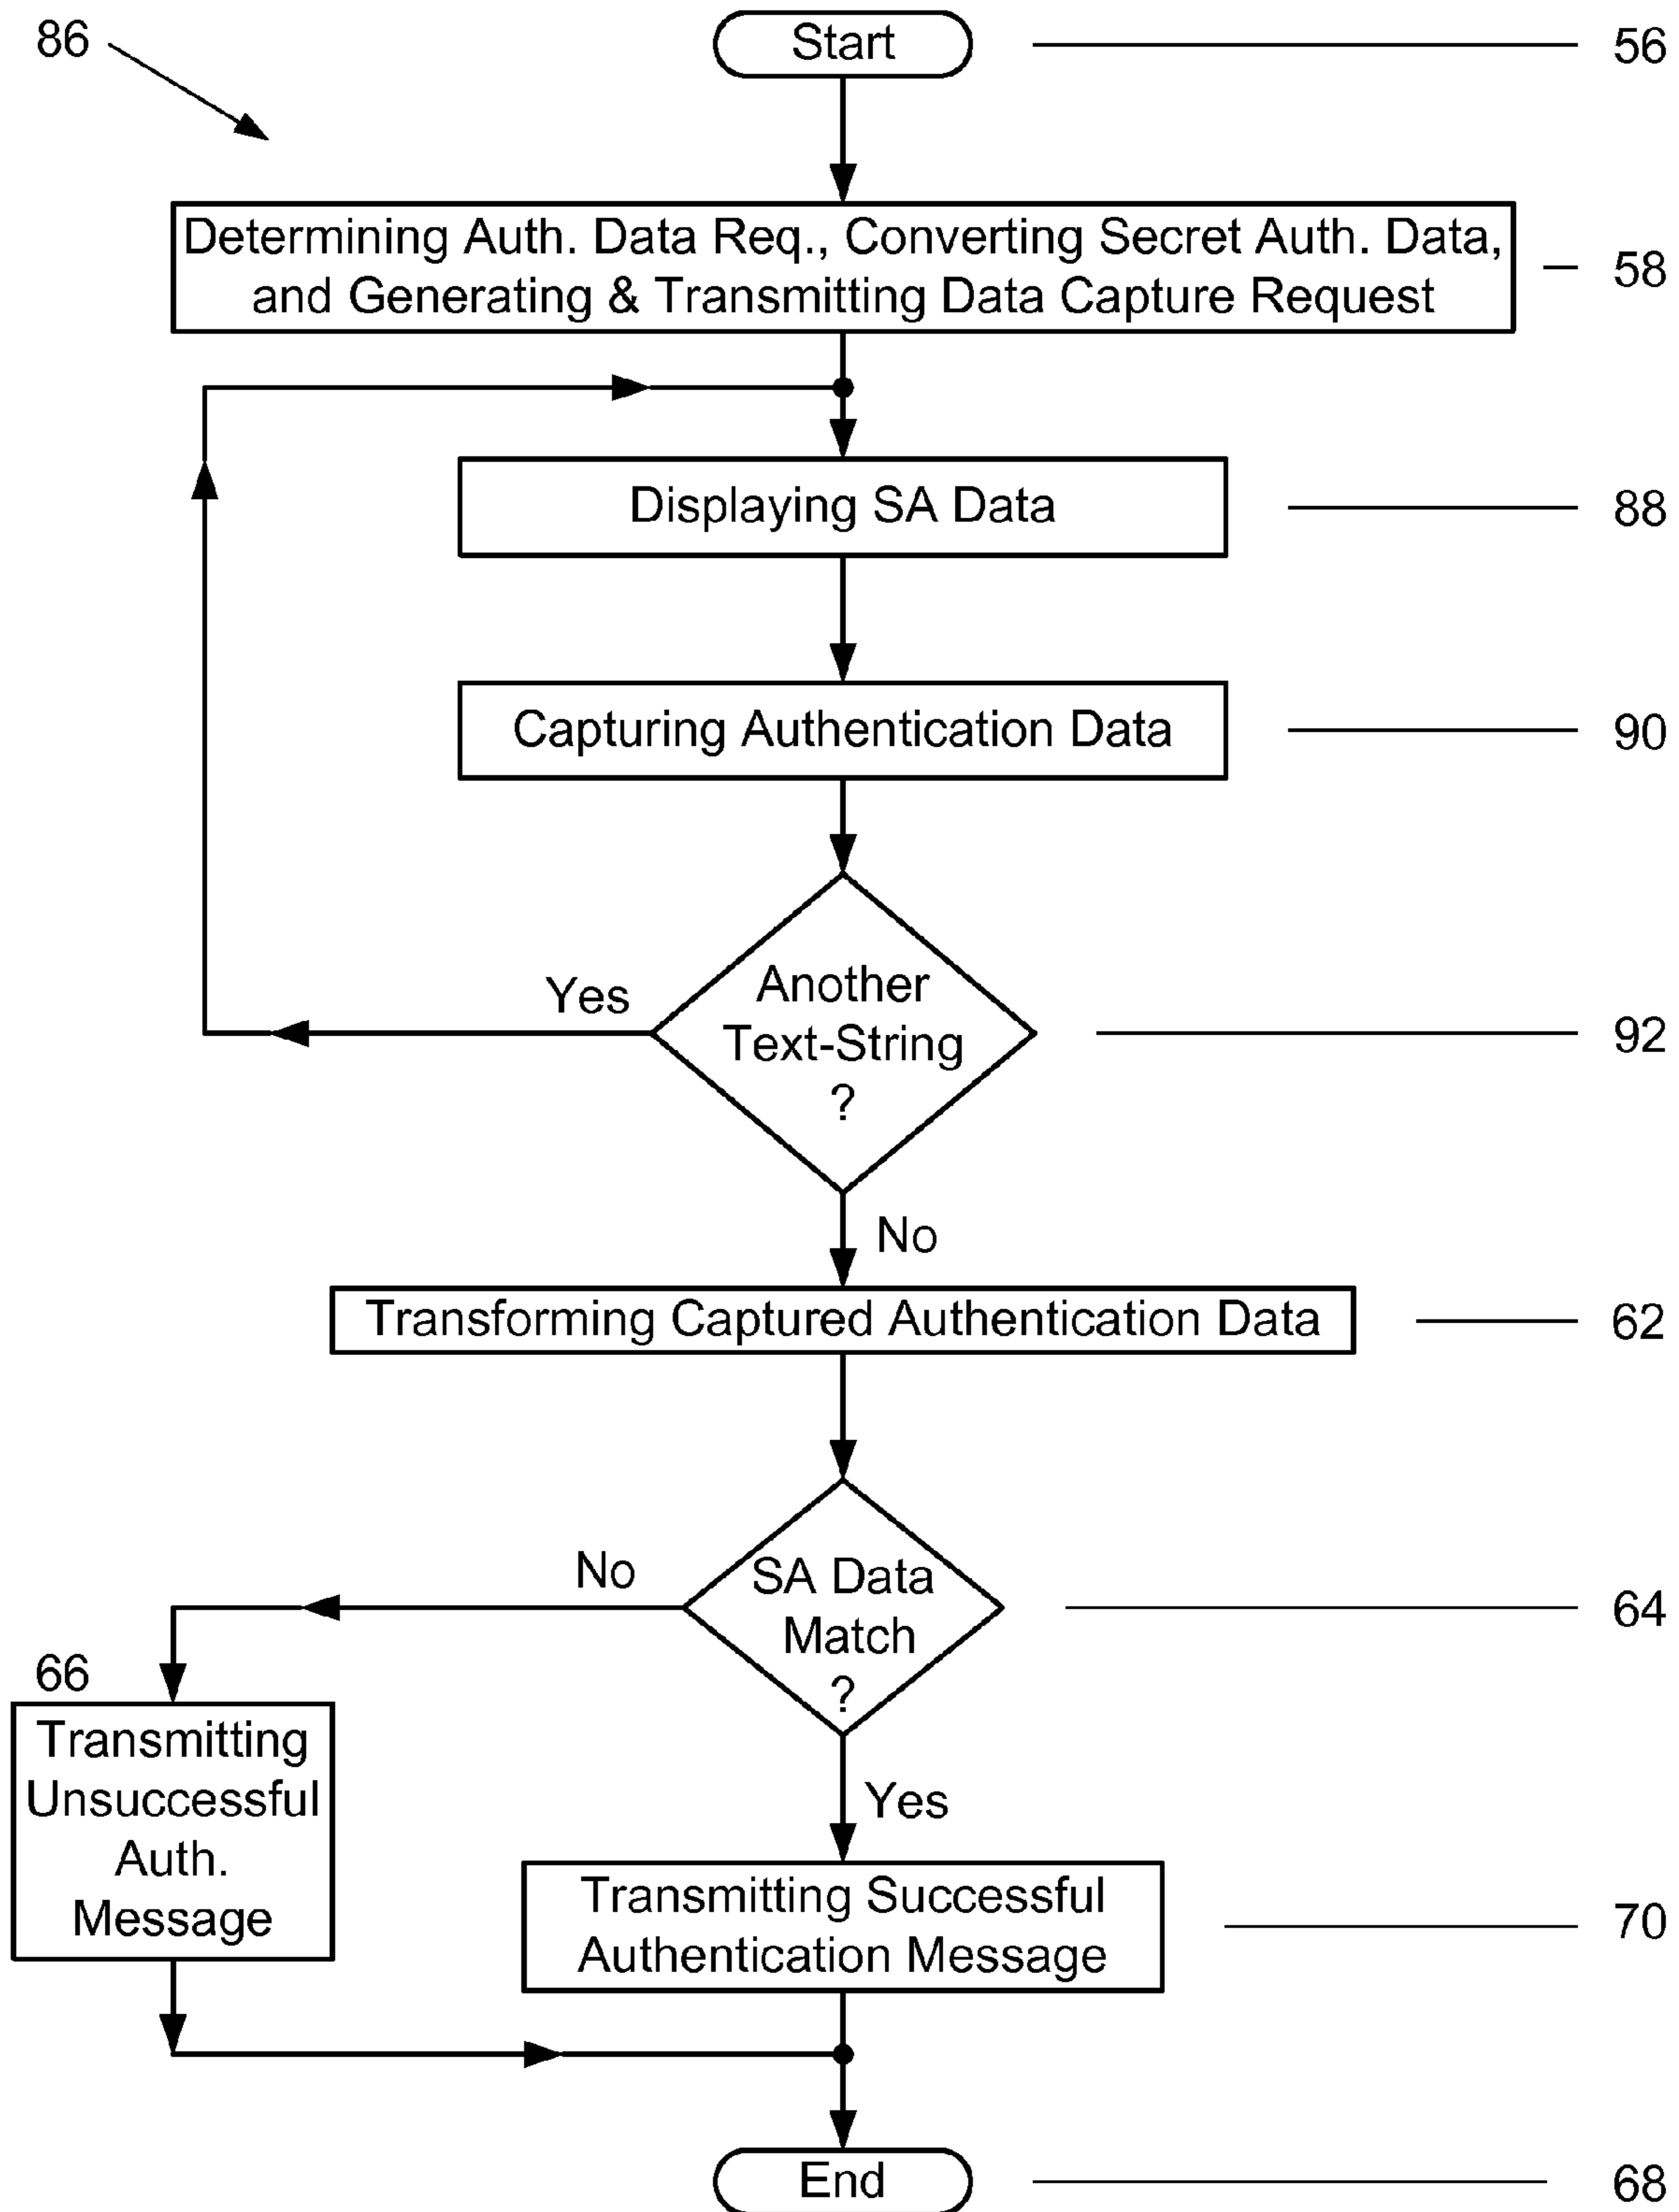 86
Start
56
Determining Auth. Data Req., Converting Secret Auth. Data,
and Generating & Transmitting Data Capture Request
58
Displaying SA Data
88
Capturing Authentication Data
90
Another
Text-String
?
Yes
92
No
Transforming Captured Authentication Data
62
No
SA Data
Match
?
64
66
Transmitting
Unsuccessful
Auth.
Message
Yes
Transmitting Successful
Authentication Message
70
End
68